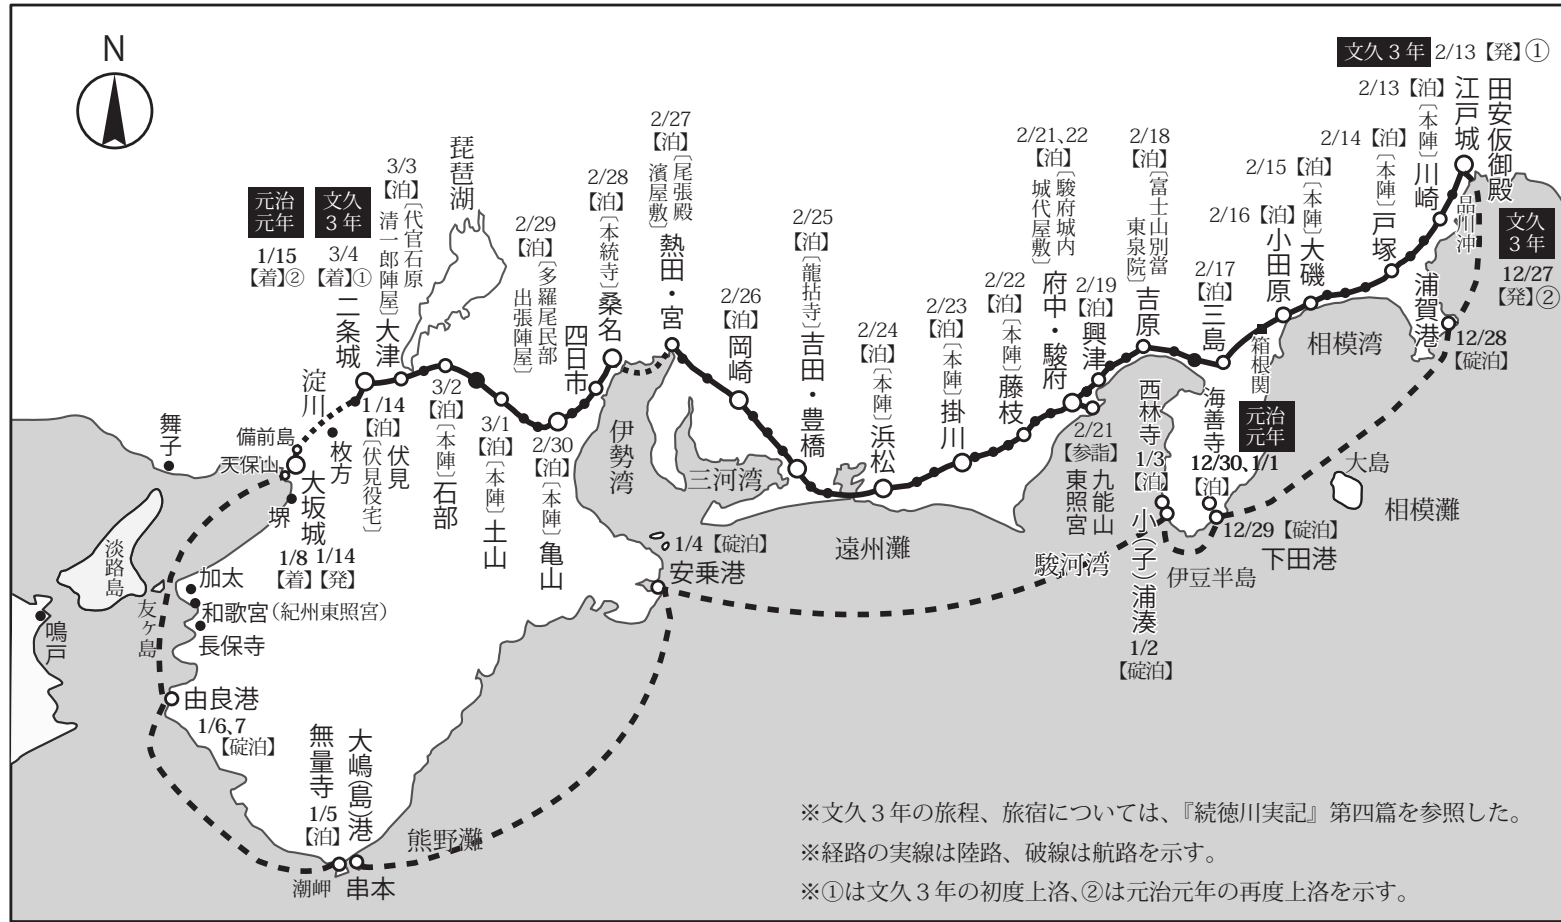 N
文久３年 2/13【発】①
田安仮御殿
江戸城
品川沖
2/13【泊】
〔本陣〕川崎
2/14【泊】
〔本陣〕戸塚
2/15【泊】
〔本陣〕大磯
2/16【泊】
小田原
箱根関
2/17
【泊】
三島
2/18
【泊】〔富士山別當
東泉院〕
吉原
2/19
【泊】
興津
2/21、22
【泊】〔駿府城内
城代屋敷〕
府中・駿府
2/21
【参詣】
九能山
東照宮
2/22
【泊】
〔本陣〕藤枝
2/23
【泊】
〔本陣〕掛川
2/24
【泊】
〔本陣〕浜松
2/25
【泊】
〔龍拈寺〕吉田・豊橋
2/26
【泊】
岡崎
2/27
【泊】〔尾張殿
濱屋敷〕
熱田・宮
2/28
【泊】
〔本統寺〕桑名
四日市
2/29
【泊】〔多羅尾民部
出張陣屋〕
2/30
【泊】
〔本陣〕亀山
3/1
【泊】
〔本陣〕土山
3/2
【泊】
〔本陣〕石部
琵琶湖
3/3
【泊】〔代官石原
清一郎陣屋〕
大津
文久
３年
3/4
【着】①
元治
元年
1/15
【着】②
二条城
淀川
1/14
【泊】
〔伏見役宅〕
伏見
枚方
備前島
天保山
大坂城
1/8
【着】
1/14
【発】
堺
舞子
淡路島
鳴戸
友ヶ島
加太
和歌宮（紀州東照宮）
長保寺
由良港
1/6、7
【碇泊】
無量寺
1/5
【泊】
大嶋(島)港
潮岬
串本
熊野灘
伊勢湾
三河湾
1/4【碇泊】
安乗港
遠州灘
駿河湾
西林寺
1/3
【泊】
小(子)浦湊
1/2
【碇泊】
海善寺
元治
元年
12/30、1/1
【泊】
伊豆半島
12/29【碇泊】
下田港
大島
相模灘
相模湾
浦賀港
12/28
【碇泊】
文久
３年
12/27
【発】②
※文久３年の旅程、旅宿については、『続徳川実記』第四篇を参照した。
※経路の実線は陸路、破線は航路を示す。
※①は文久３年の初度上洛、②は元治元年の再度上洛を示す。